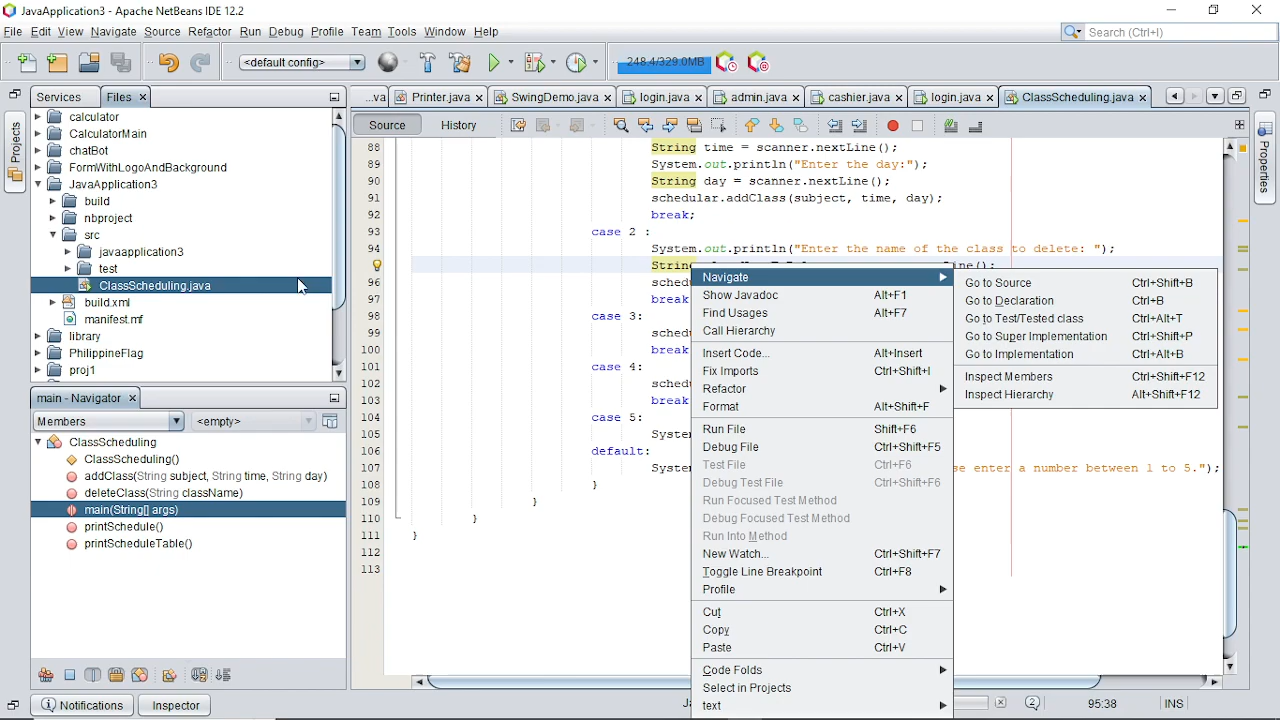 JavaApplication3 - Apache NetBeans IDE 12.2
File Edit View Navigate Source Refactor Run Debug Profile Team Tools Window Help
Search (Ctrl+I)
<default config>
248.4/329.0MB
Services
Files
...va
Printer.java
SwingDemo.java
login.java
admin.java
cashier.java
login.java
ClassScheduling.java
Projects
Properties
Source
History
calculator
CalculatorMain
chatBot
FormWithLogoAndBackground
JavaApplication3
build
nbproject
src
javaapplication3
test
ClassScheduling.java
build.xml
manifest.mf
library
PhilippineFlag
proj1
main - Navigator
Members
<empty>
ClassScheduling
ClassScheduling()
addClass(String subject, String time, String day)
deleteClass(String className)
main(String[] args)
printSchedule()
printScheduleTable()
Notifications
Inspector
88 String time = scanner.nextLine();
89 System.out.println("Enter the day:");
90 String day = scanner.nextLine();
91 schedular.addClass(subject, time, day);
92 break;
93 case 2 :
94 System.out.println("Enter the name of the class to delete: ");
String
96 sched
97 break
98 case 3:
99 sched
100 break
101 case 4:
102 sched
103 break
104 case 5:
105 Syste
106 default:
107 Syste se enter a number between 1 to 5.");
108 }
109 }
110 }
111 }
112
113
Navigate
Show Javadoc Alt+F1
Find Usages Alt+F7
Call Hierarchy
Insert Code... Alt+Insert
Fix Imports Ctrl+Shift+I
Refactor
Format Alt+Shift+F
Run File Shift+F6
Debug File Ctrl+Shift+F5
Test File Ctrl+F6
Debug Test File Ctrl+Shift+F6
Run Focused Test Method
Debug Focused Test Method
Run Into Method
New Watch... Ctrl+Shift+F7
Toggle Line Breakpoint Ctrl+F8
Profile
Cut Ctrl+X
Copy Ctrl+C
Paste Ctrl+V
Code Folds
Select in Projects
text
Go to Source Ctrl+Shift+B
Go to Declaration Ctrl+B
Go to Test/Tested class Ctrl+Alt+T
Go to Super Implementation Ctrl+Shift+P
Go to Implementation Ctrl+Alt+B
Inspect Members Ctrl+Shift+F12
Inspect Hierarchy Alt+Shift+F12
Ja
2
95:38
INS